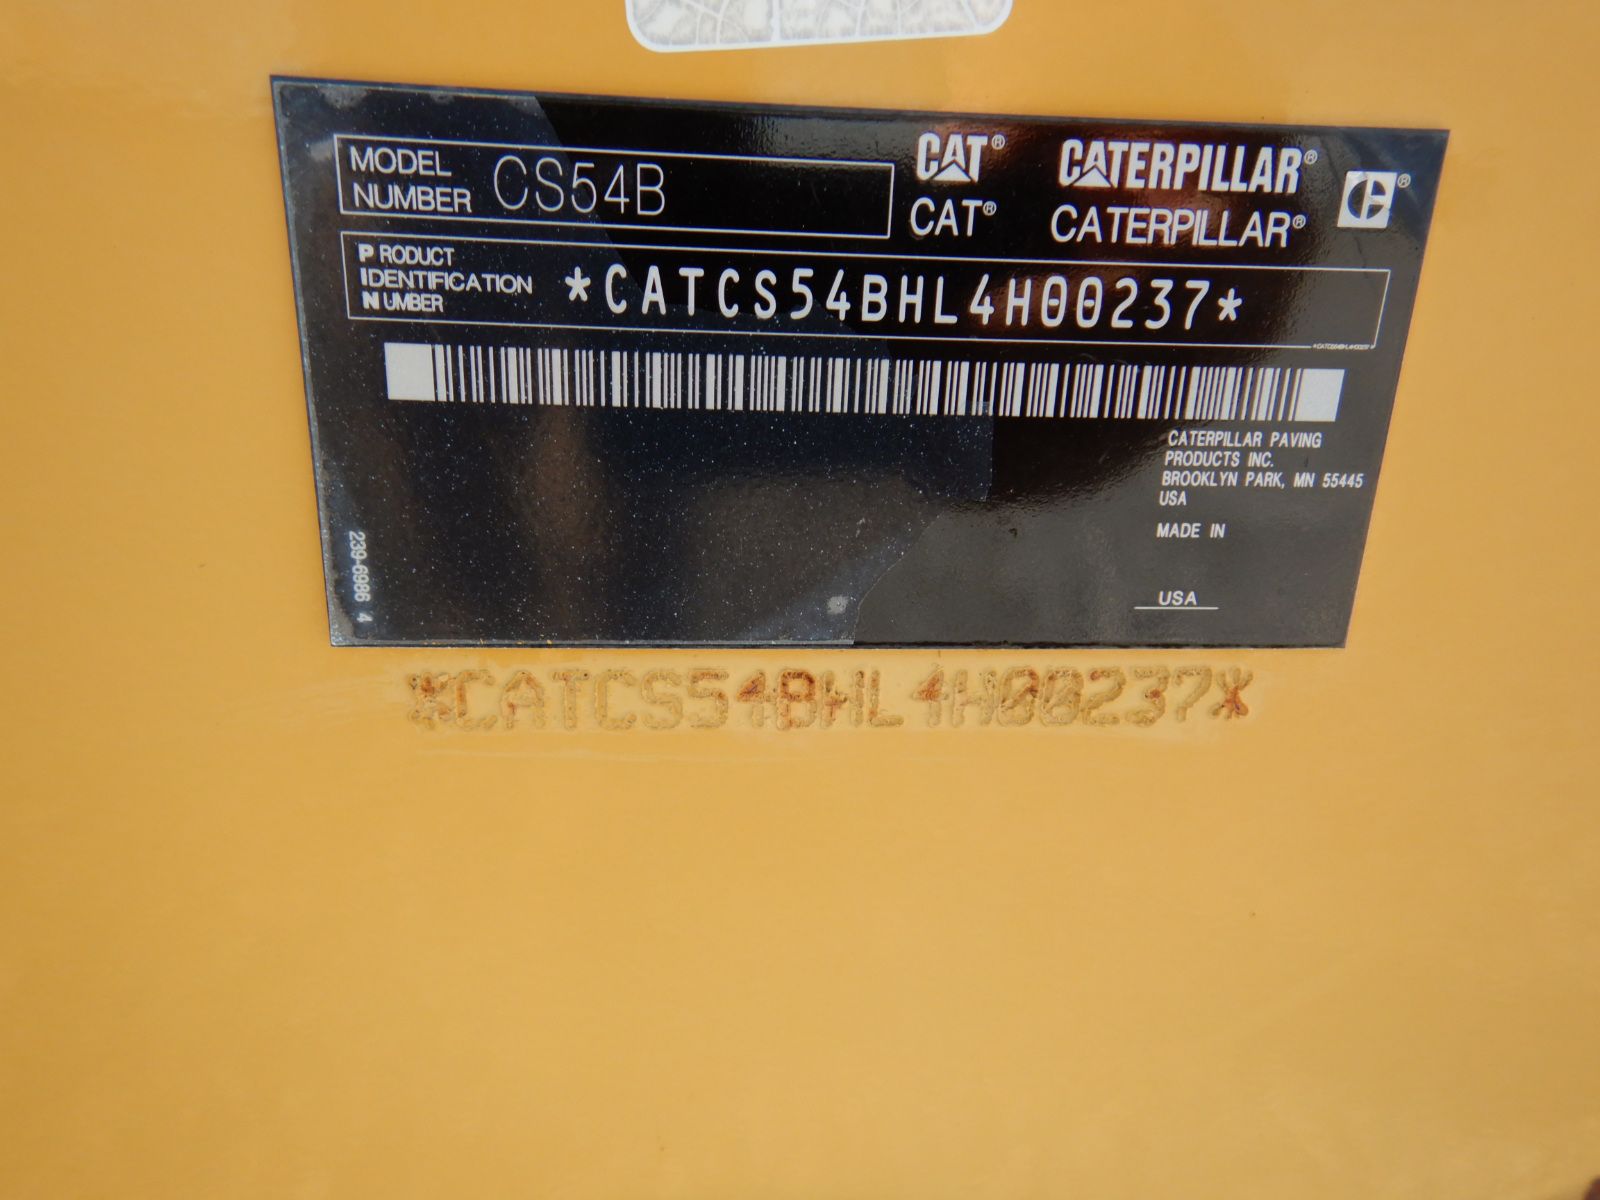 MODEL
NUMBER CS54B
CAT® CATERPILLAR®
CAT® CATERPILLAR®
PRODUCT
IDENTIFICATION
NUMBER
*CATCS54BHL4H00237*
*CATCS54BHL4H00237*
CATERPILLAR PAVING
PRODUCTS INC.
BROOKLYN PARK, MN 55445
USA
MADE IN
USA
239-6986 4
*CATCS54BHL4H00237*